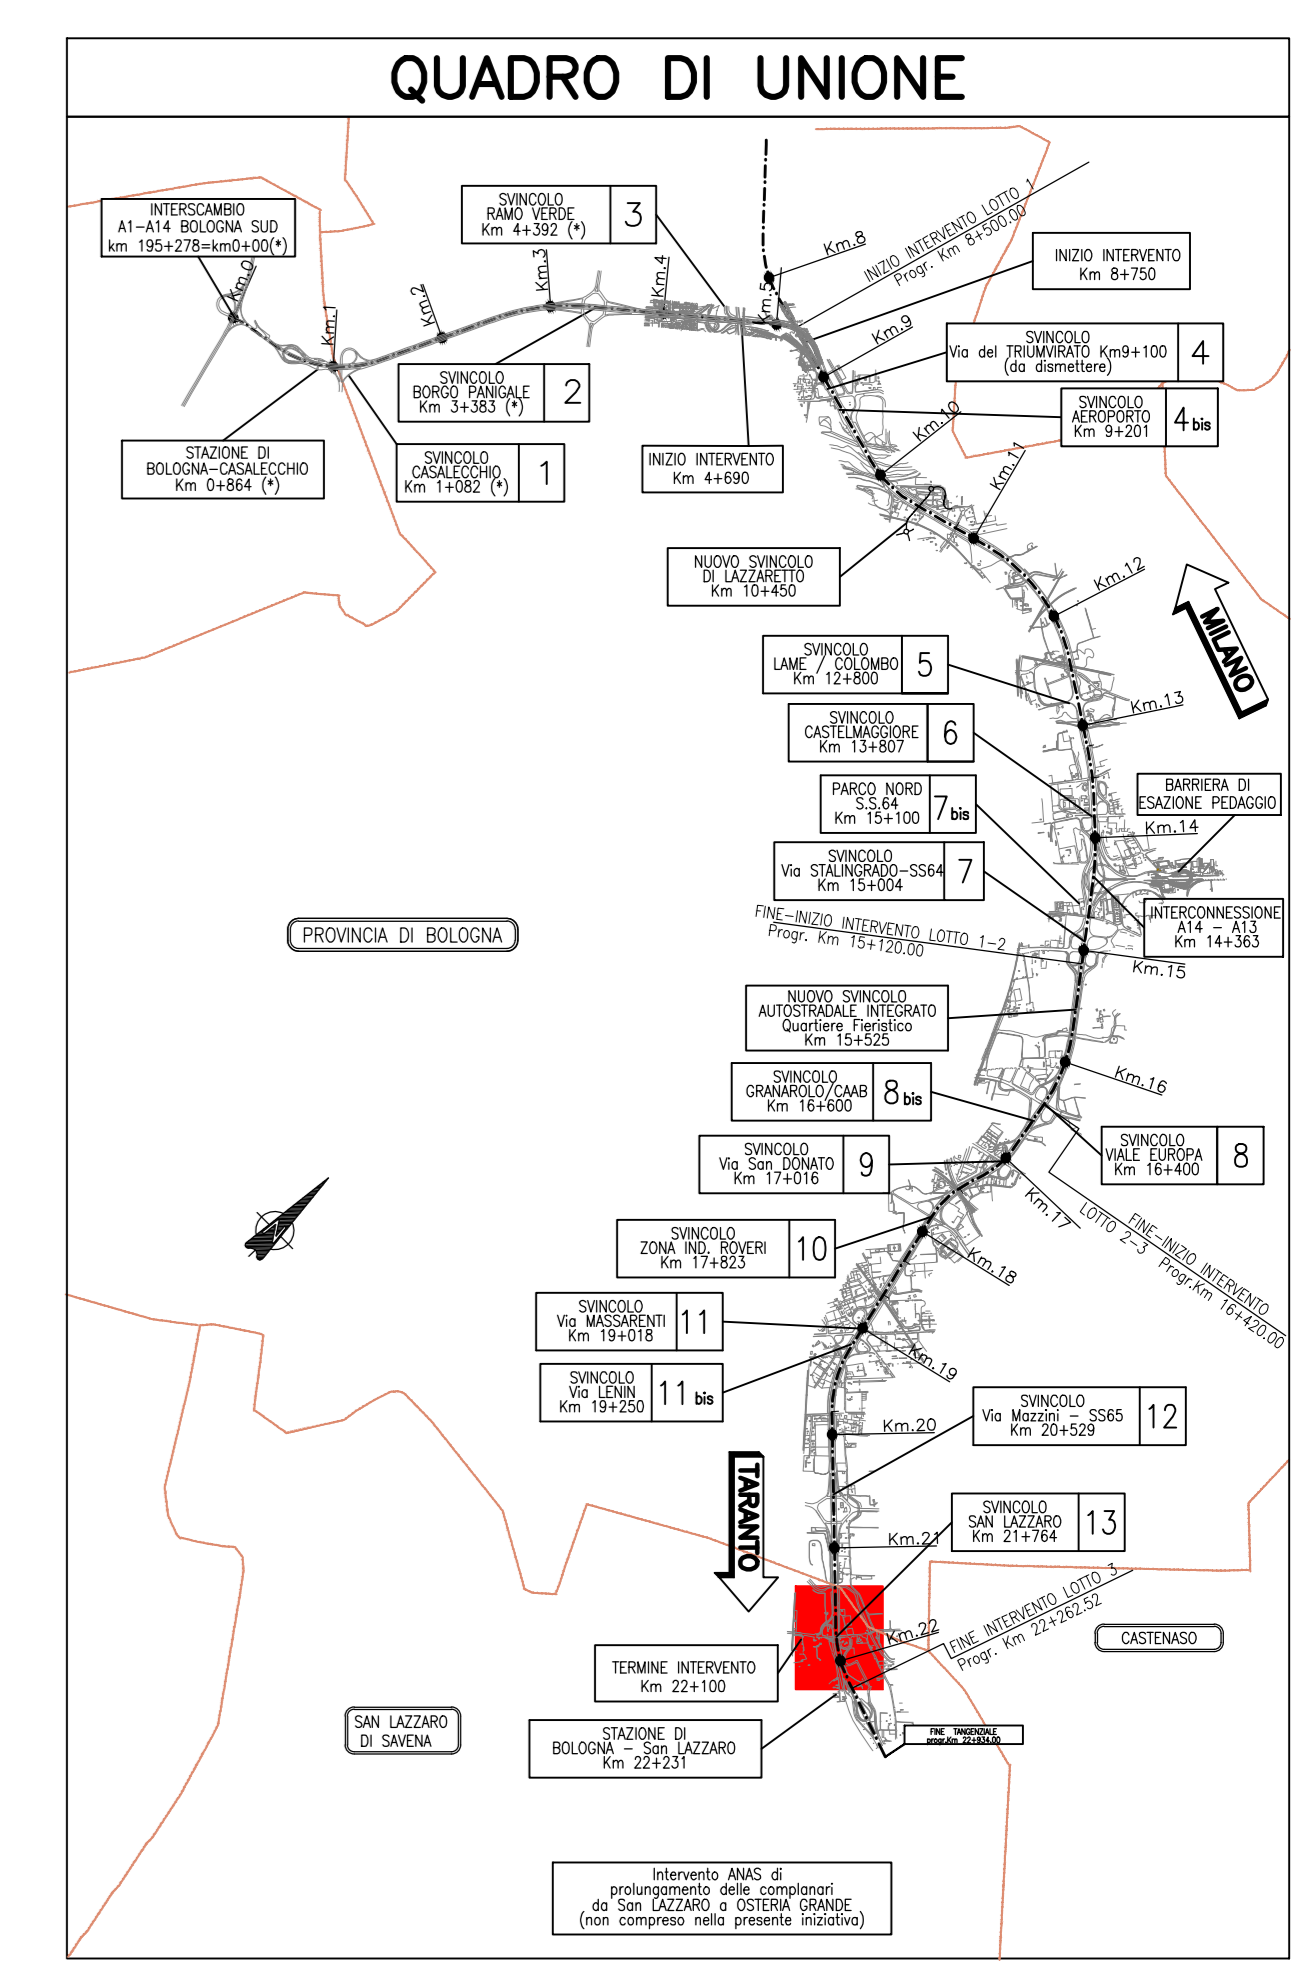 QUADRO DI UNIONE
INTERSCAMBIO
A1-A14 BOLOGNA SUD
km 195+278=km0+00(*)
SVINCOLO
RAMO VERDE
Km 4+392 (*)
3
INIZIO INTERVENTO LOTTO 1
Progr. Km 8+500.00
INIZIO INTERVENTO
Km 8+750
Km.0
Km.1
Km.2
Km.3
Km.4
Km.5
Km.8
Km.9
SVINCOLO
Via del TRIUMVIRATO Km9+100
(da dismettere)
4
SVINCOLO
BORGO PANIGALE
Km 3+383 (*)
2
SVINCOLO
AEROPORTO
Km 9+201
4 bis
Km.10
STAZIONE DI
BOLOGNA-CASALECCHIO
Km 0+864 (*)
SVINCOLO
CASALECCHIO
Km 1+082 (*)
1
INIZIO INTERVENTO
Km 4+690
Km.11
NUOVO SVINCOLO
DI LAZZARETTO
Km 10+450
Km.12
MILANO
SVINCOLO
LAME / COLOMBO
Km 12+800
5
Km.13
SVINCOLO
CASTELMAGGIORE
Km 13+807
6
PARCO NORD
S.S.64
Km 15+100
7 bis
BARRIERA DI
ESAZIONE PEDAGGIO
Km.14
SVINCOLO
Via STALINGRADO-SS64
Km 15+004
7
FINE-INIZIO INTERVENTO LOTTO 1-2
Progr. Km 15+120.00
INTERCONNESSIONE
A14 - A13
Km 14+363
PROVINCIA DI BOLOGNA
Km.15
NUOVO SVINCOLO
AUTOSTRADALE INTEGRATO
Quartiere Fieristico
Km 15+525
Km.16
SVINCOLO
GRANAROLO/CAAB
Km 16+600
8 bis
SVINCOLO
VIALE EUROPA
Km 16+400
8
SVINCOLO
Via San DONATO
Km 17+016
9
Km.17
FINE-INIZIO INTERVENTO
LOTTO 2-3 Progr.Km 16+420.00
SVINCOLO
ZONA IND. ROVERI
Km 17+823
10
Km.18
SVINCOLO
Via MASSARENTI
Km 19+018
11
Km.19
SVINCOLO
Via LENIN
Km 19+250
11 bis
SVINCOLO
Via Mazzini - SS65
Km 20+529
12
Km.20
TARANTO
SVINCOLO
SAN LAZZARO
Km 21+764
13
Km.21
FINE INTERVENTO LOTTO 3
Progr. Km 22+262.52
Km.22
CASTENASO
TERMINE INTERVENTO
Km 22+100
SAN LAZZARO
DI SAVENA
STAZIONE DI
BOLOGNA - San LAZZARO
Km 22+231
FINE TANGENZIALE
progr.Km 22+934.00
Intervento ANAS di
prolungamento delle complanari
da San LAZZARO a OSTERIA GRANDE
(non compreso nella presente iniziativa)